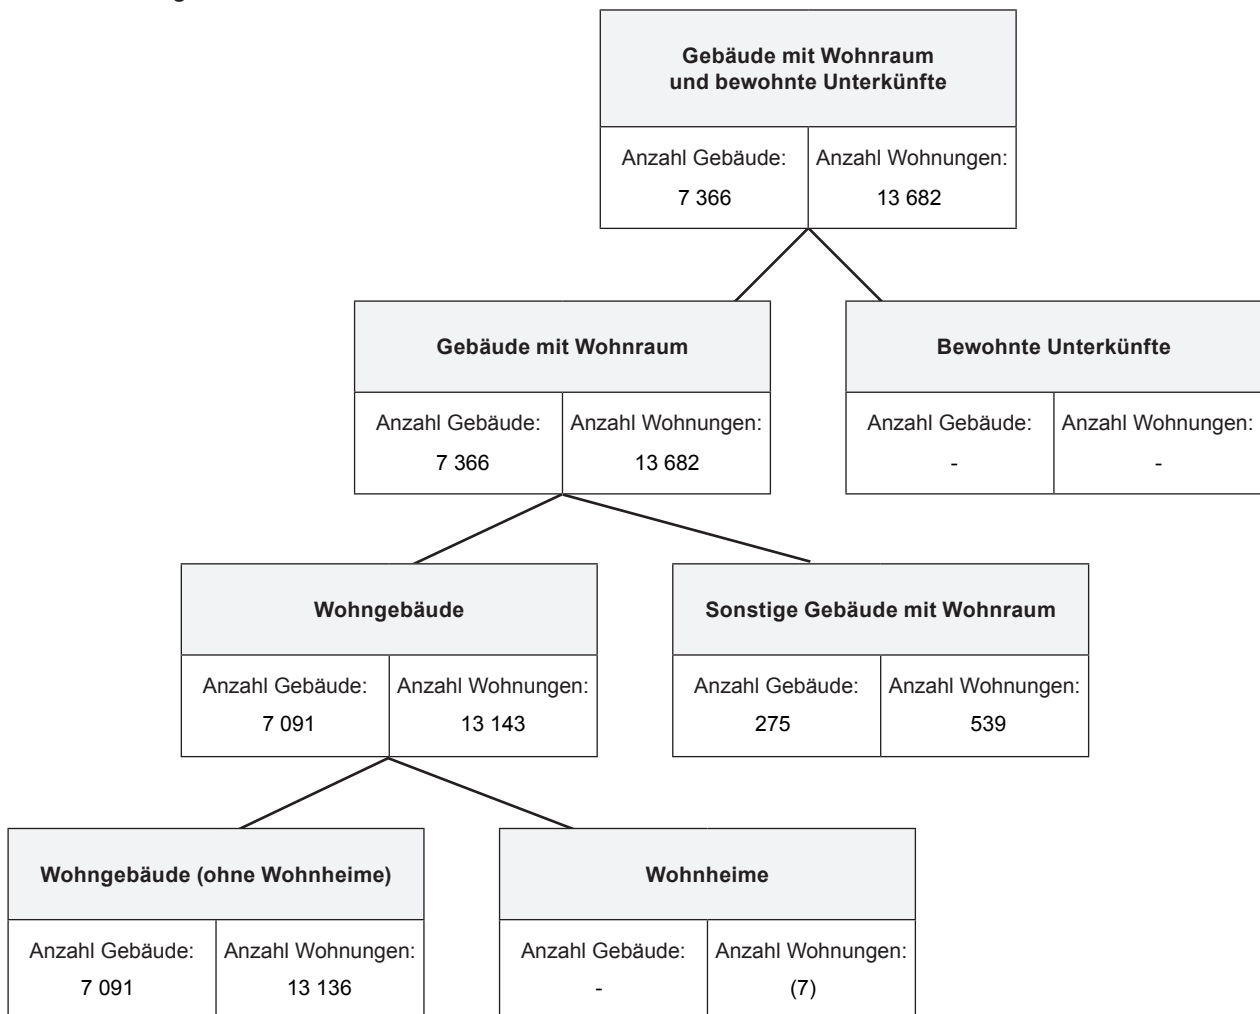 Gebäude mit Wohnraum
und bewohnte Unterkünfte
Anzahl Gebäude: Anzahl Wohnungen:
7 366 13 682
Gebäude mit Wohnraum Bewohnte Unterkünfte
Anzahl Gebäude: Anzahl Wohnungen: Anzahl Gebäude: Anzahl Wohnungen:
7 366 13 682 - -
Wohngebäude Sonstige Gebäude mit Wohnraum
Anzahl Gebäude: Anzahl Wohnungen: Anzahl Gebäude: Anzahl Wohnungen:
7 091 13 143 275 539
Wohngebäude (ohne Wohnheime) Wohnheime
Anzahl Gebäude: Anzahl Wohnungen: Anzahl Gebäude: Anzahl Wohnungen:
7 091 13 136 - (7)